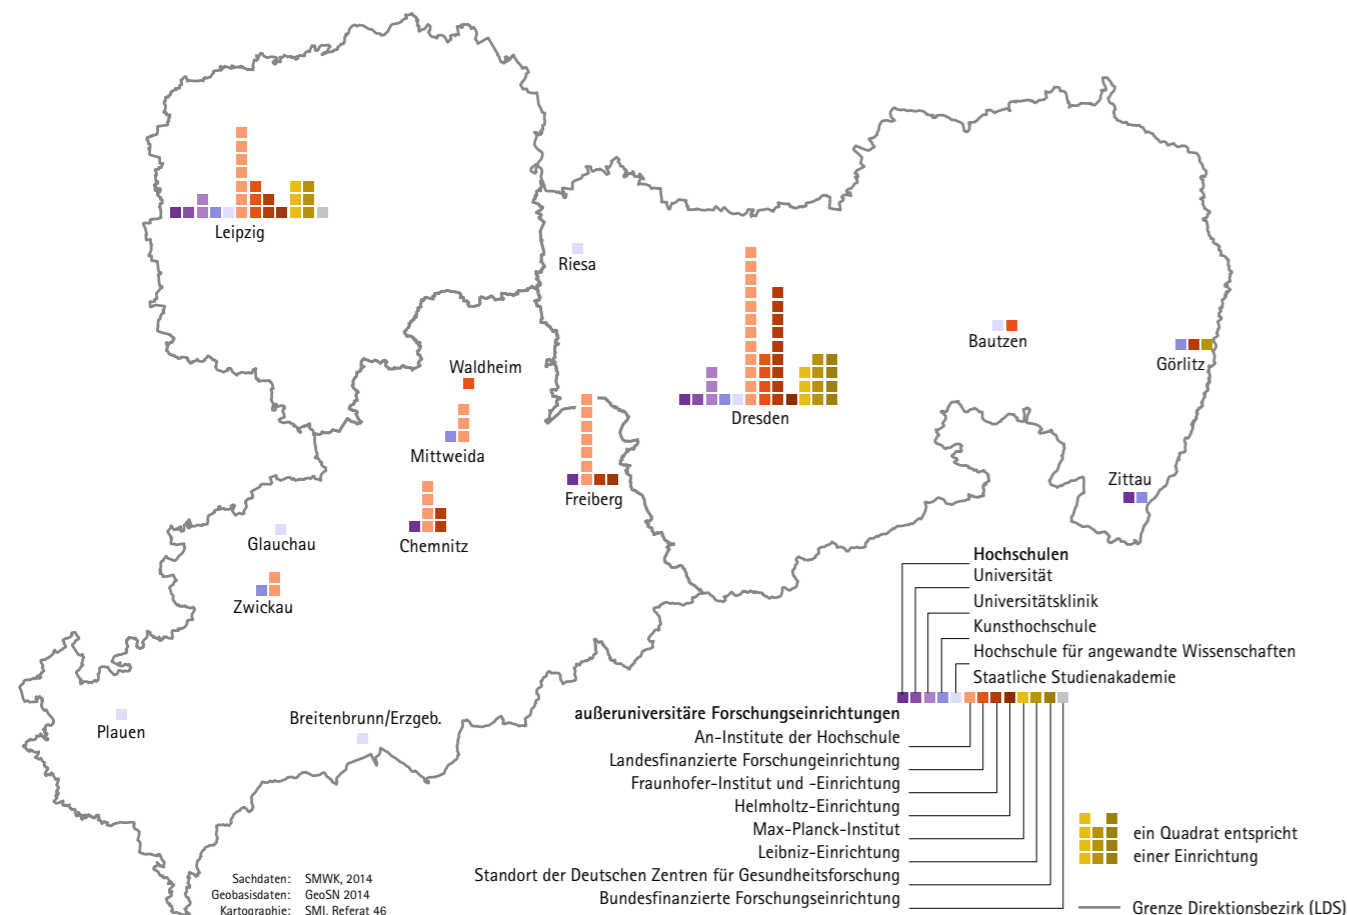 Leipzig
Riesa
Bautzen
Görlitz
Waldheim
Dresden
Mittweida
Freiberg
Zittau
Glauchau
Chemnitz
Zwickau
Plauen
Breitenbrunn/Erzgeb.
Hochschulen
Universität
Universitätsklinik
Kunsthochschule
Hochschule für angewandte Wissenschaften
Staatliche Studienakademie
außeruniversitäre Forschungseinrichtungen
An-Institute der Hochschule
Landesfinanzierte Forschungeinrichtung
Fraunhofer-Institut und -Einrichtung
Helmholtz-Einrichtung
Max-Planck-Institut
Leibniz-Einrichtung
Standort der Deutschen Zentren für Gesundheitsforschung
Bundesfinanzierte Forschungseinrichtung
ein Quadrat entspricht
einer Einrichtung
Grenze Direktionsbezirk (LDS)
Sachdaten: SMWK, 2014
Geobasisdaten: GeoSN 2014
Kartographie: SMI, Referat 46